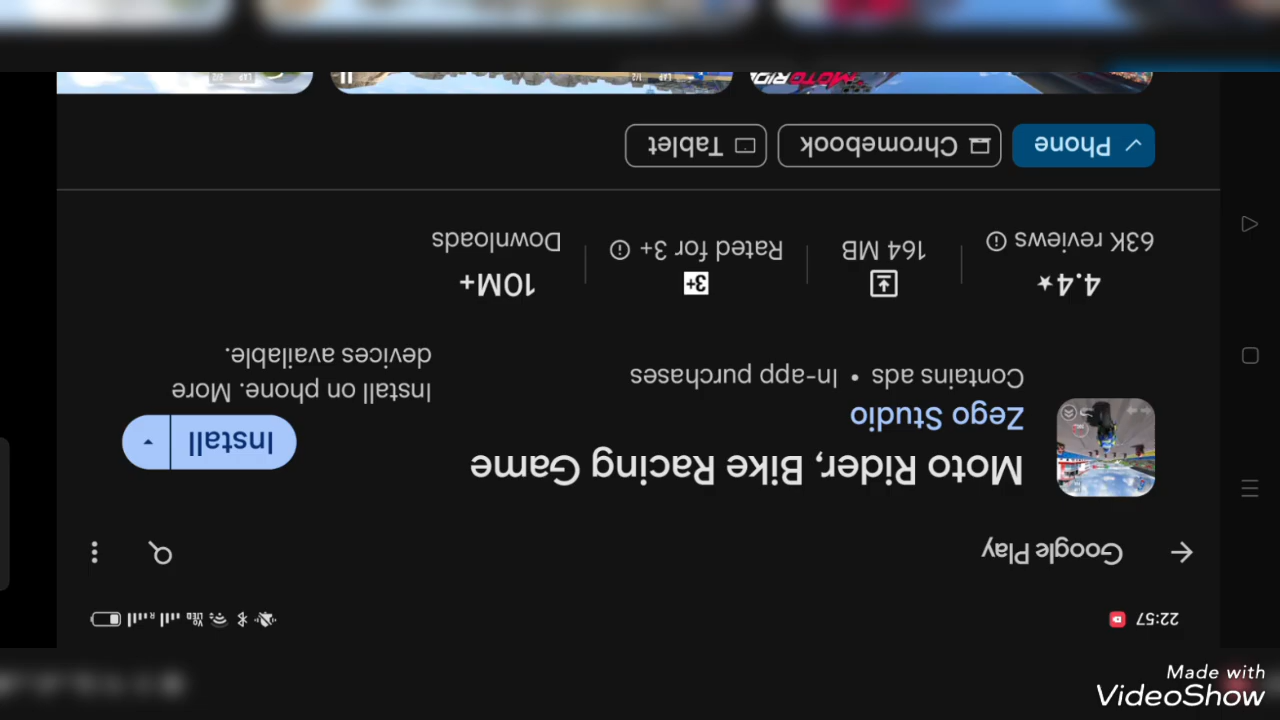 22:57
Google Play
Moto Rider, Bike Racing Game
Zego Studio
Contains ads • In-app purchases
Install
Install on phone. More
devices available.
4.4★
63K reviews
164 MB
3+
Rated for 3+
10M+
Downloads
Phone
Chromebook
Tablet
Made with
VideoShow